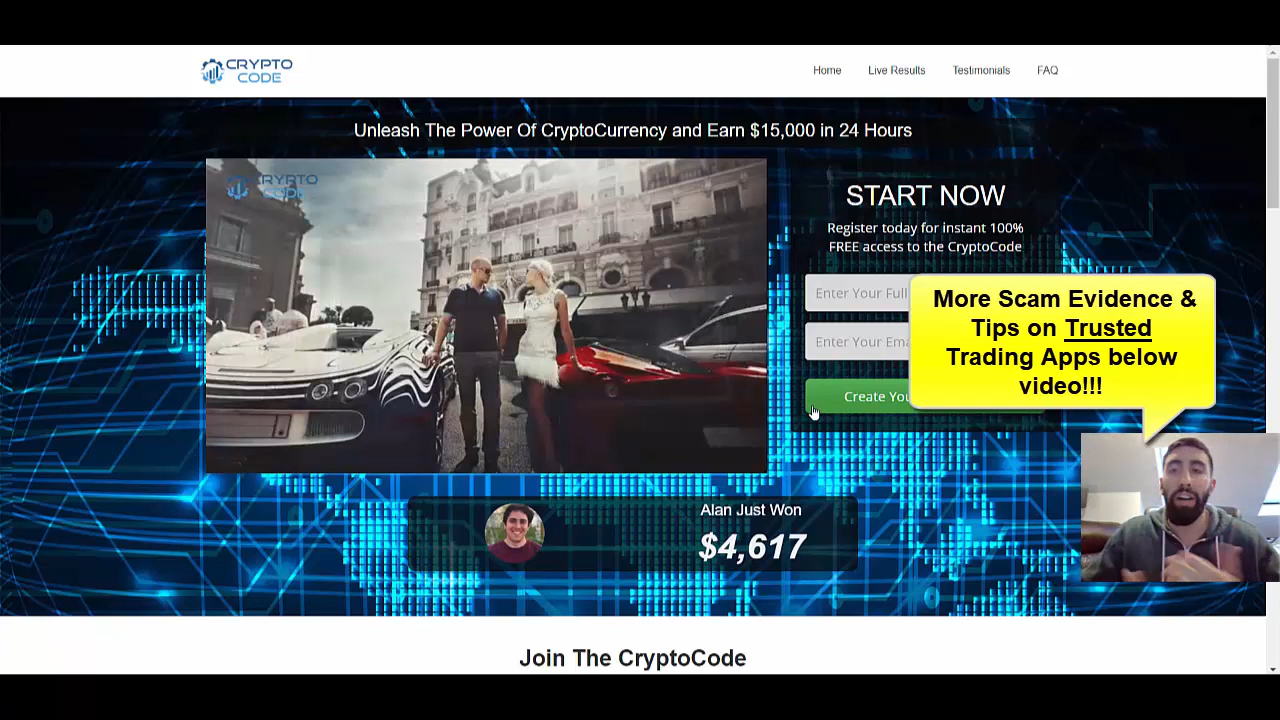 CRYPTO
CODE
Home
Live Results
Testimonials
FAQ
Unleash The Power Of CryptoCurrency and Earn $15,000 in 24 Hours
CRYPTO
CODE
START NOW
Register today for instant 100%
FREE access to the CryptoCode
Enter Your Full
Enter Your Ema
Create You
More Scam Evidence &
Tips on Trusted
Trading Apps below
video!!!
Alan Just Won
$4,617
Join The CryptoCode